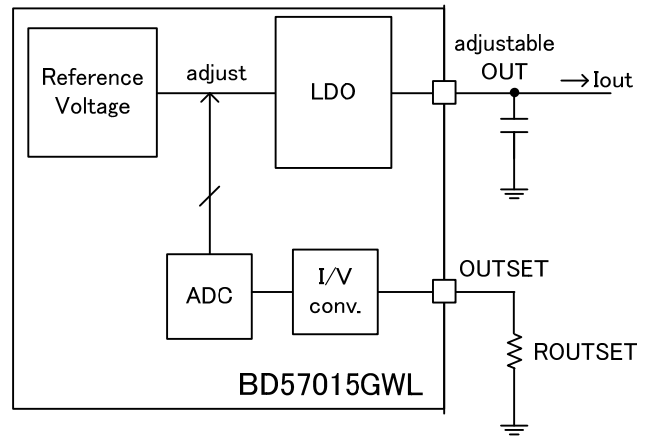 Reference
Voltage
adjust
LDO
adjustable
OUT
Iout
ADC
I/V
conv.
OUTSET
ROUTSET
BD57015GWL